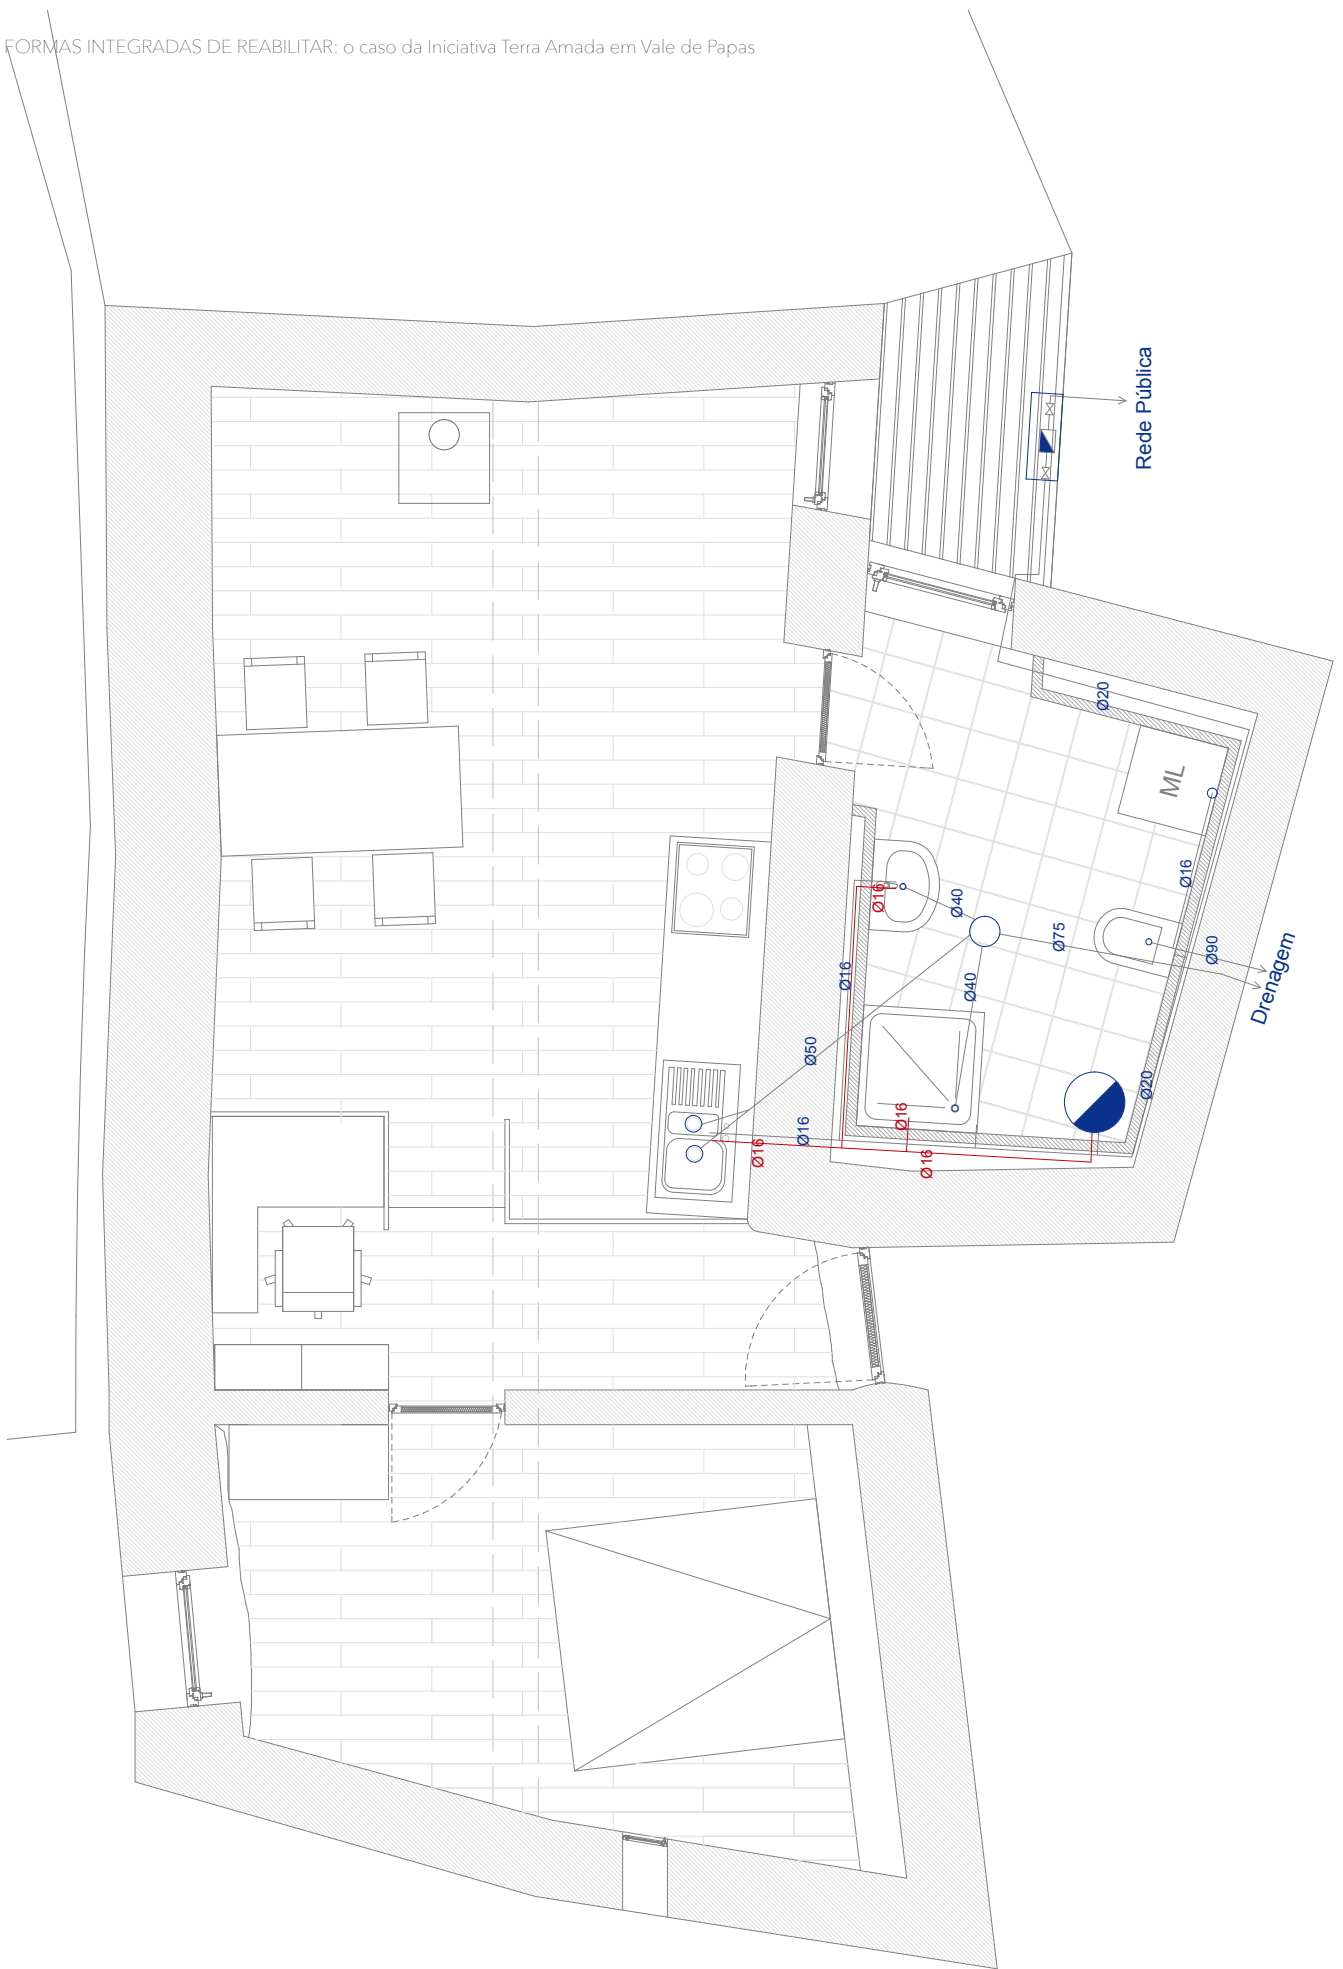 FORMAS INTEGRADAS DE REABILITAR: o caso da Iniciativa Terra Amada em Vale de Papas
Rede Pública
Ø20
ML
Ø16
Ø16
Ø40
Ø75
Ø90
Drenagem
Ø16
Ø40
Ø50
Ø20
Ø16
Ø16
Ø16
Ø16